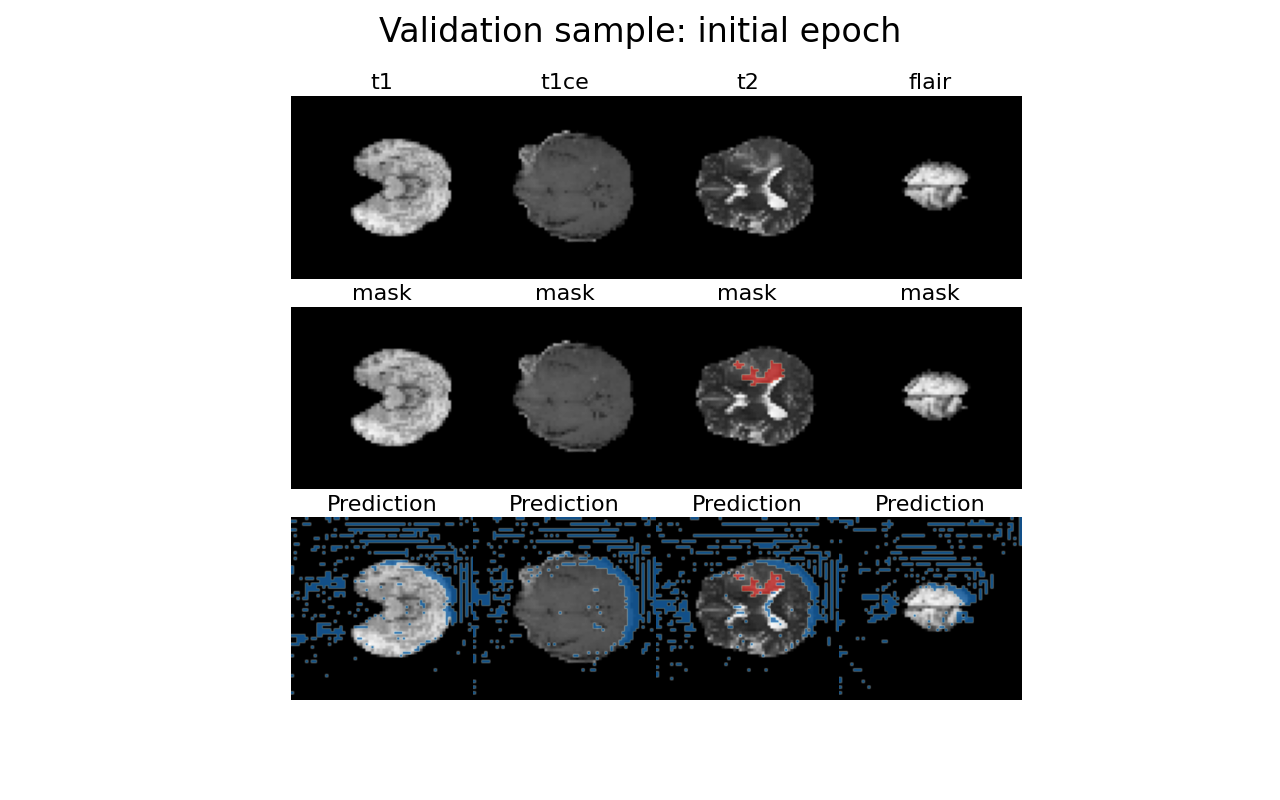 Validation sample: initial epoch
t1 t1ce t2 flair
mask mask mask mask
Prediction Prediction Prediction Prediction